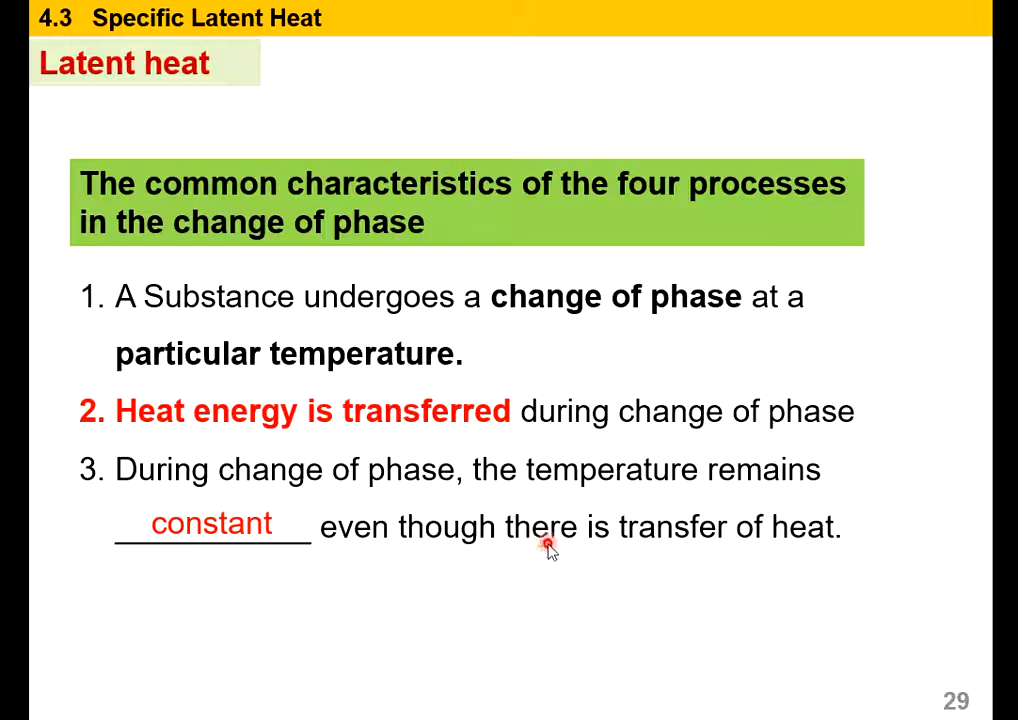 4.3 Specific Latent Heat
Latent heat
The common characteristics of the four processes
in the change of phase
1. A Substance undergoes a change of phase at a
particular temperature.
2. Heat energy is transferred during change of phase
3. During change of phase, the temperature remains
___________ constant even though there is transfer of heat.
29